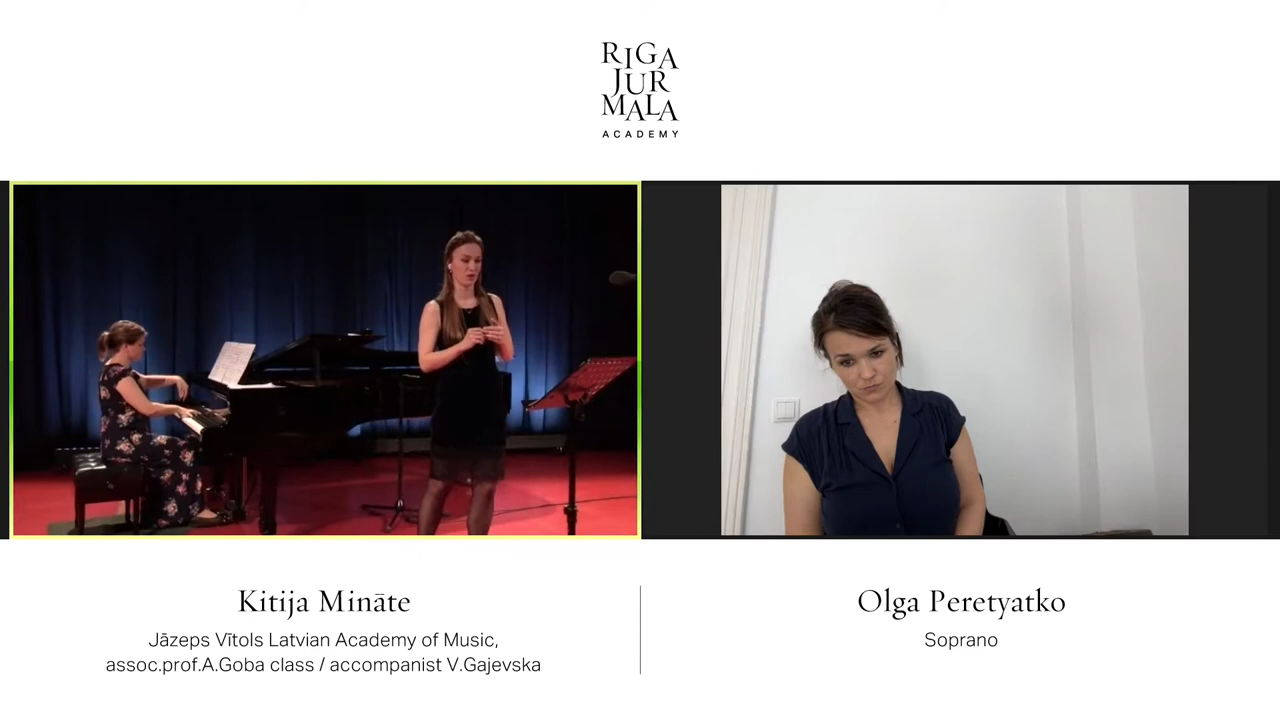 RIGA
JUR
MALA
ACADEMY
Kitija Mināte
Jāzeps Vītols Latvian Academy of Music,
assoc.prof.A.Goba class / accompanist V.Gajevska
Olga Peretyatko
Soprano